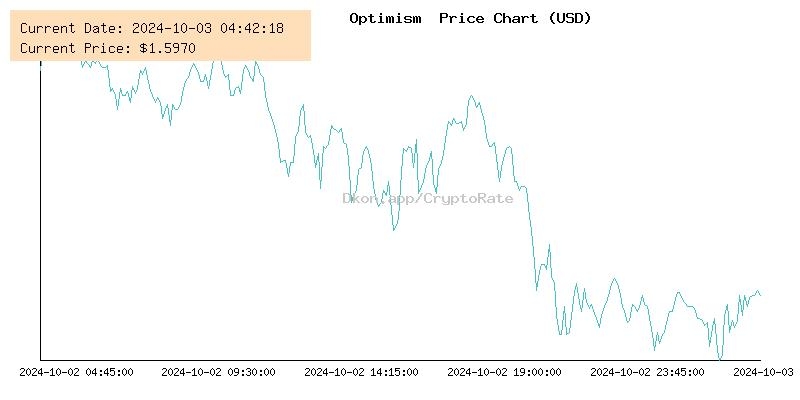 Optimism Price Chart (USD)
Current Date: 2024-10-03 04:42:18
Current Price: $1.5970
Dkon.app/CryptoRate
2024-10-02 04:45:00 2024-10-02 09:30:00 2024-10-02 14:15:00 2024-10-02 19:00:00 2024-10-02 23:45:00 2024-10-03